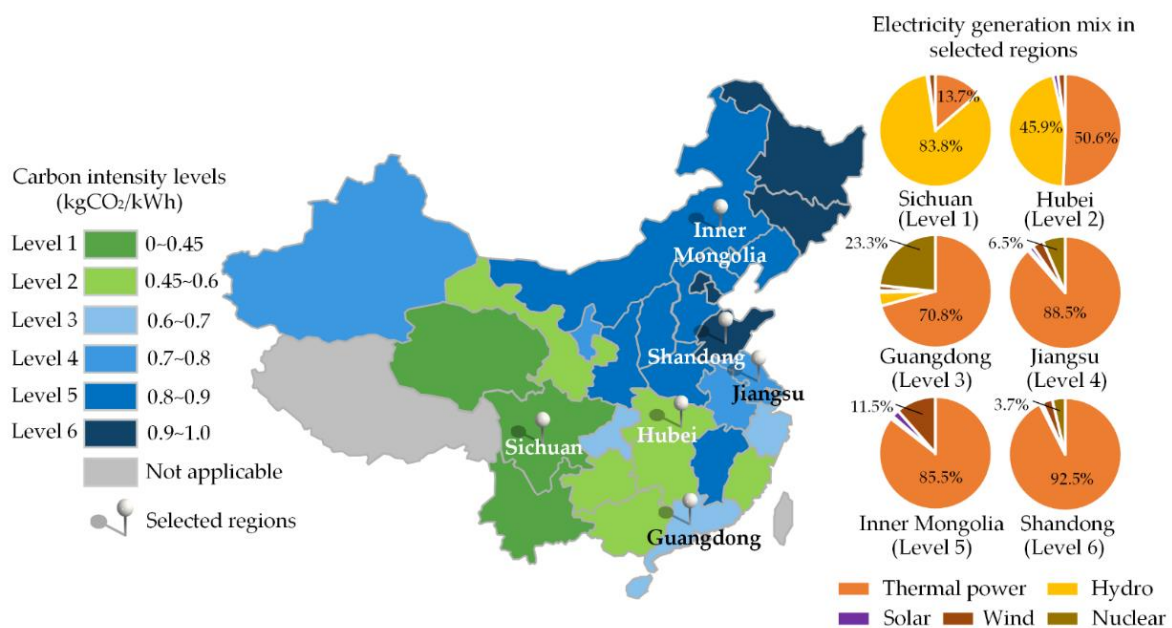 Electricity generation mix in
selected regions
Carbon intensity levels
(kgCO₂/kWh)
Level 1 0~0.45
Level 2 0.45~0.6
Level 3 0.6~0.7
Level 4 0.7~0.8
Level 5 0.8~0.9
Level 6 0.9~1.0
Not applicable
Selected regions
Inner
Mongolia
Shandong
Jiangsu
Sichuan
Hubei
Guangdong
13.7%
83.8%
Sichuan
(Level 1)
45.9%
50.6%
Hubei
(Level 2)
23.3%
70.8%
Guangdong
(Level 3)
6.5%
88.5%
Jiangsu
(Level 4)
11.5%
85.5%
Inner Mongolia
(Level 5)
3.7%
92.5%
Shandong
(Level 6)
Thermal power Hydro
Solar Wind Nuclear